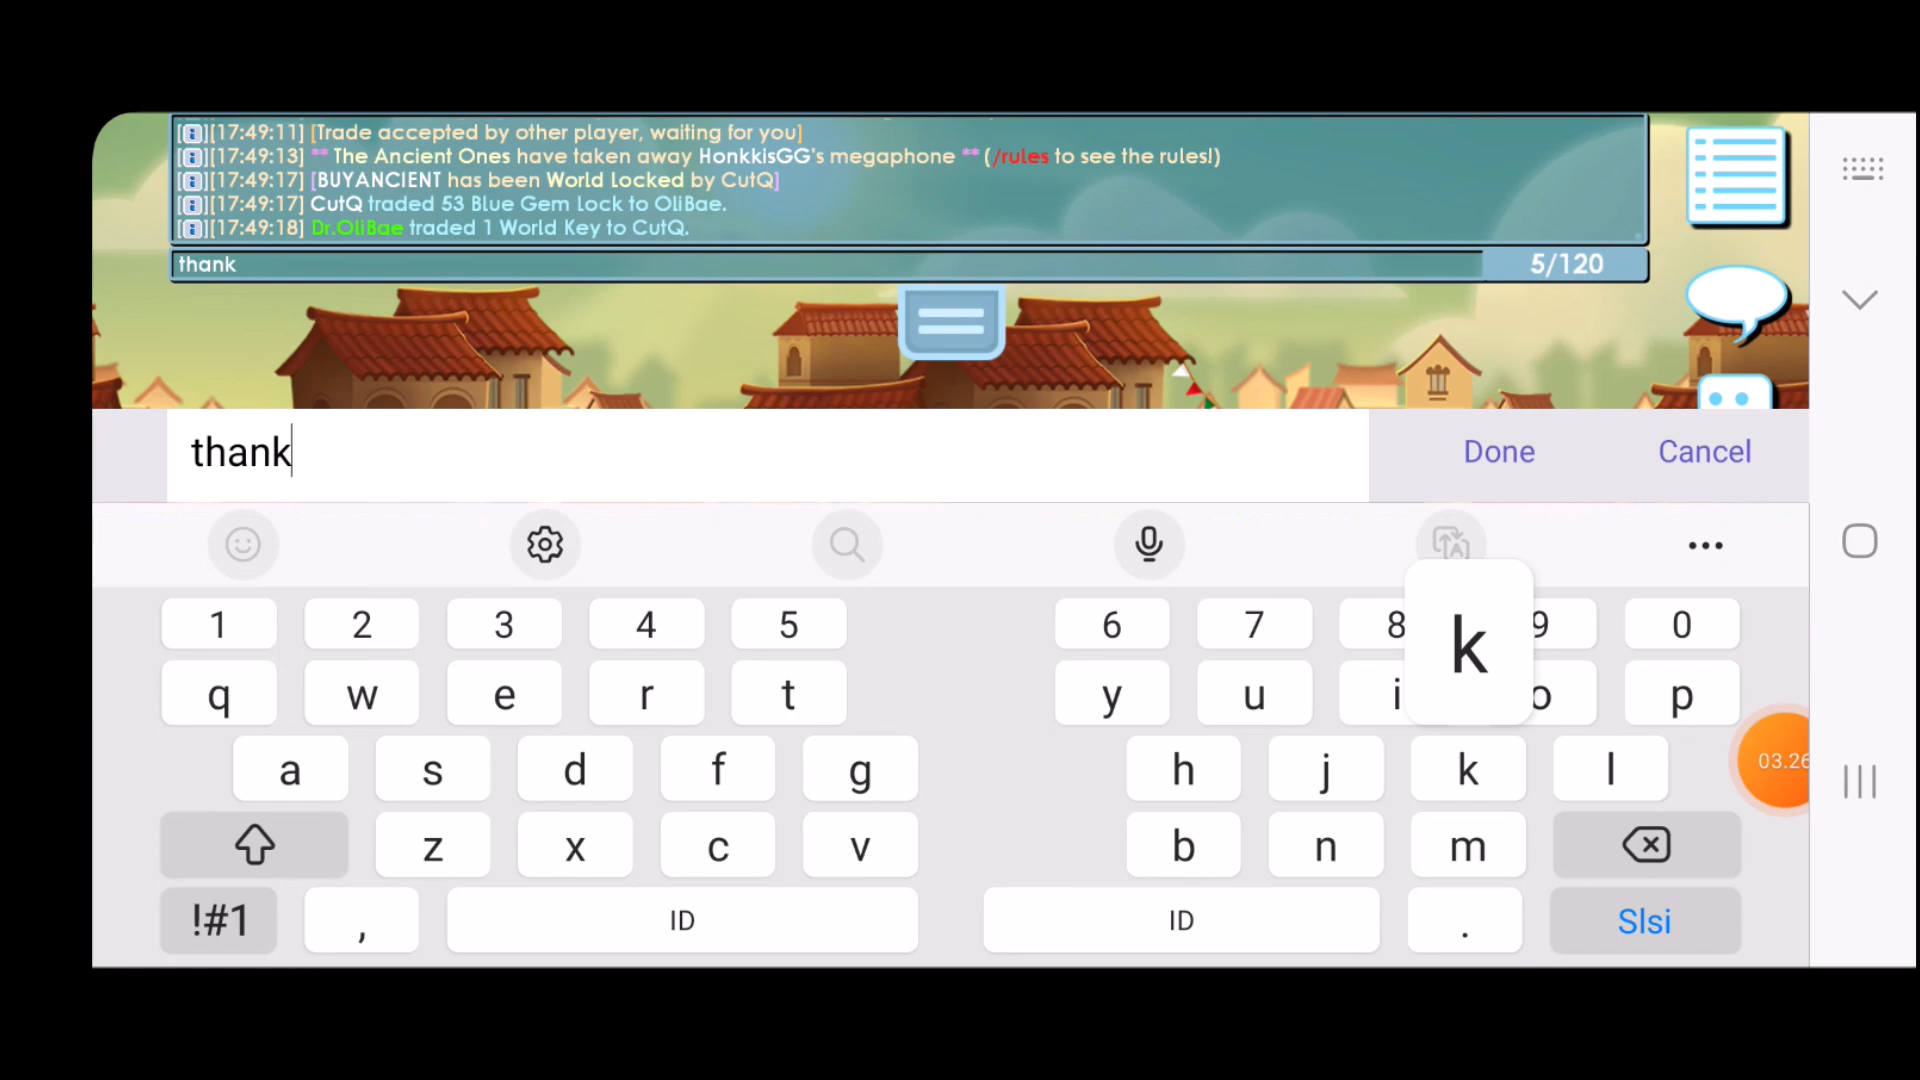 [17:49:11] [Trade accepted by other player, waiting for you]
[17:49:13] ** The Ancient Ones have taken away HonkkisGG's megaphone ** (/rules to see the rules!)
[17:49:17] [BUYANCIENT has been World Locked by CutQ]
[17:49:17] CutQ traded 53 Blue Gem Lock to OliBae.
[17:49:18] Dr.OliBae traded 1 World Key to CutQ.
thank 5/120
thank Done Cancel
1 2 3 4 5 6 7 8 k 9 0
q w e r t y u i o p
a s d f g h j k l
03.26
z x c v b n m
!#1 , ID ID . Slsi